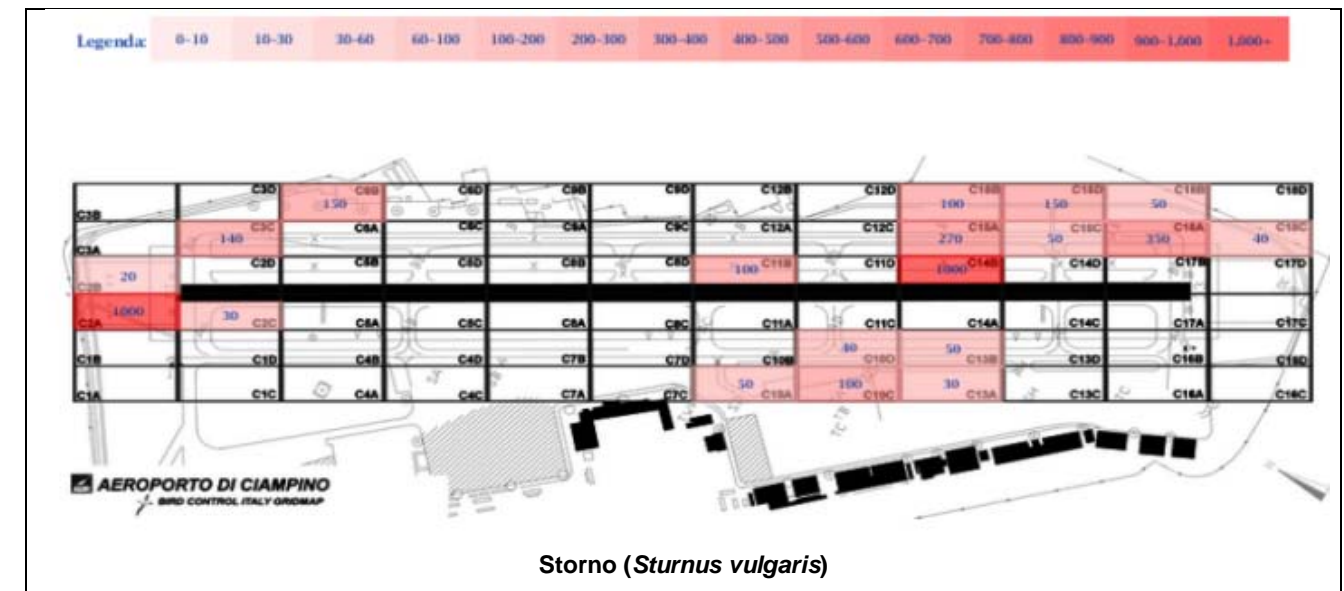 Legenda: 0-10 10-30 30-60 60-100 100-200 200-300 300-400 400-500 500-600 600-700 700-800 800-900 900-1.000 1.000+
C3D C6B C6D C9B C9D C12B C12D C15B C15D C18B C18D
150 100 150 50
C3B
C3C C6A C6C C9A C9C C12A C12C C15A C15C C18A C18C
140 270 50 350 40
C3A
C2D C5B C5D C8B C8D C11B C11D C14B C14D C17B C17D
20 100 1000
C2B
1000 30
C2A C2C C5A C5C C8A C8C C11A C11C C14A C14C C17A C17C
40 50
C1B C1D C4B C4D C7B C7D C10B C10D C13B C13D C16B C16D
50 100 30
C1A C1C C4A C4C C7A C7C C10A C10C C13A C13C C16A C16C
AEROPORTO DI CIAMPINO
BIRD CONTROL ITALY GRIDMAP
Storno (Sturnus vulgaris)